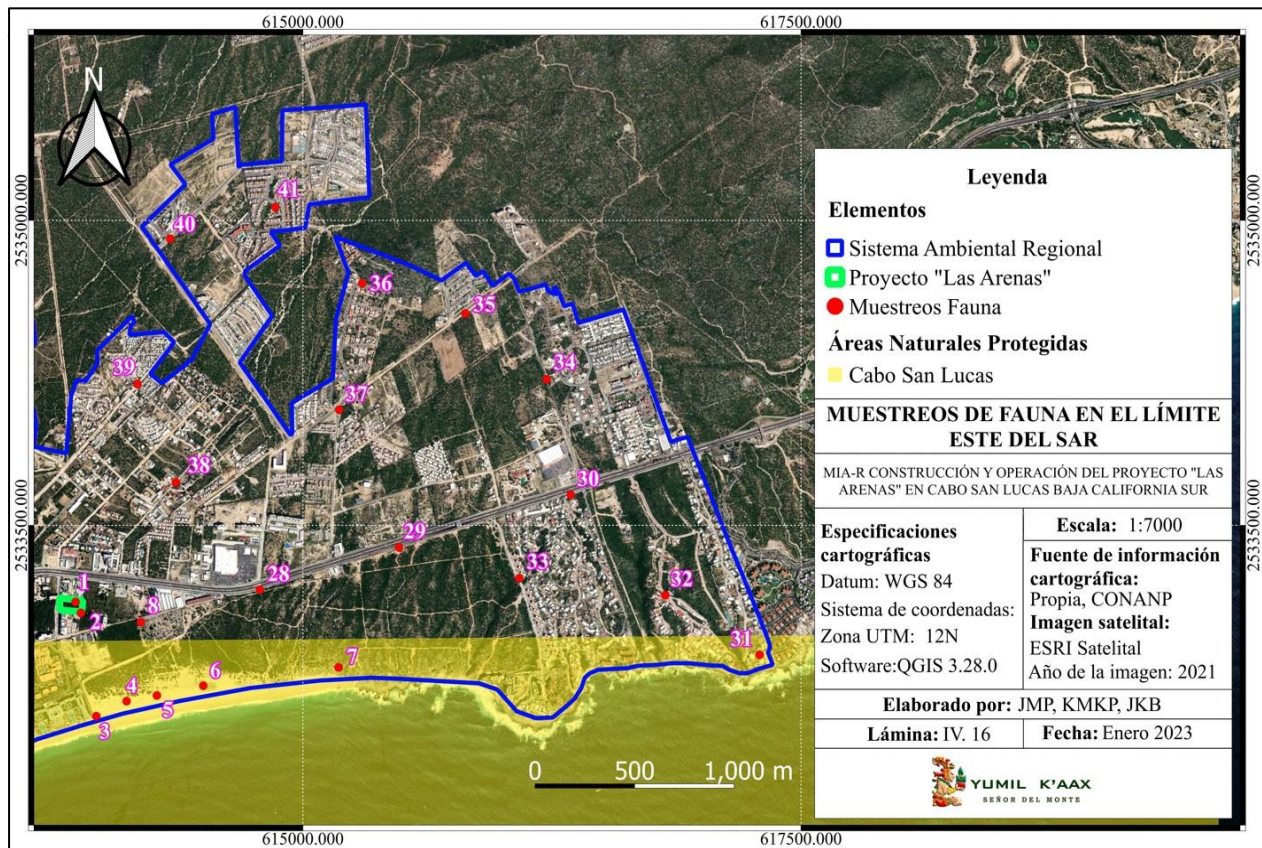 615000.000
617500.000
N
2535000.000
2535000.000
2533500.000
2533500.000
41
40
36
35
34
39
37
38
30
29
33
32
28
1
2
8
31
7
6
4
5
3
0 500 1,000 m
615000.000
617500.000
Leyenda
Elementos
Sistema Ambiental Regional
Proyecto "Las Arenas"
Muestreos Fauna
Áreas Naturales Protegidas
Cabo San Lucas
MUESTREOS DE FAUNA EN EL LÍMITE
ESTE DEL SAR
MIA-R CONSTRUCCIÓN Y OPERACIÓN DEL PROYECTO "LAS
ARENAS" EN CABO SAN LUCAS BAJA CALIFORNIA SUR
Especificaciones
cartográficas
Datum: WGS 84
Sistema de coordenadas:
Zona UTM: 12N
Software:QGIS 3.28.0
Escala: 1:7000
Fuente de información
cartográfica:
Propia, CONANP
Imagen satelital:
ESRI Satelital
Año de la imagen: 2021
Elaborado por: JMP, KMKP, JKB
Lámina: IV. 16
Fecha: Enero 2023
YUMIL K'AAX
SEÑOR DEL MONTE